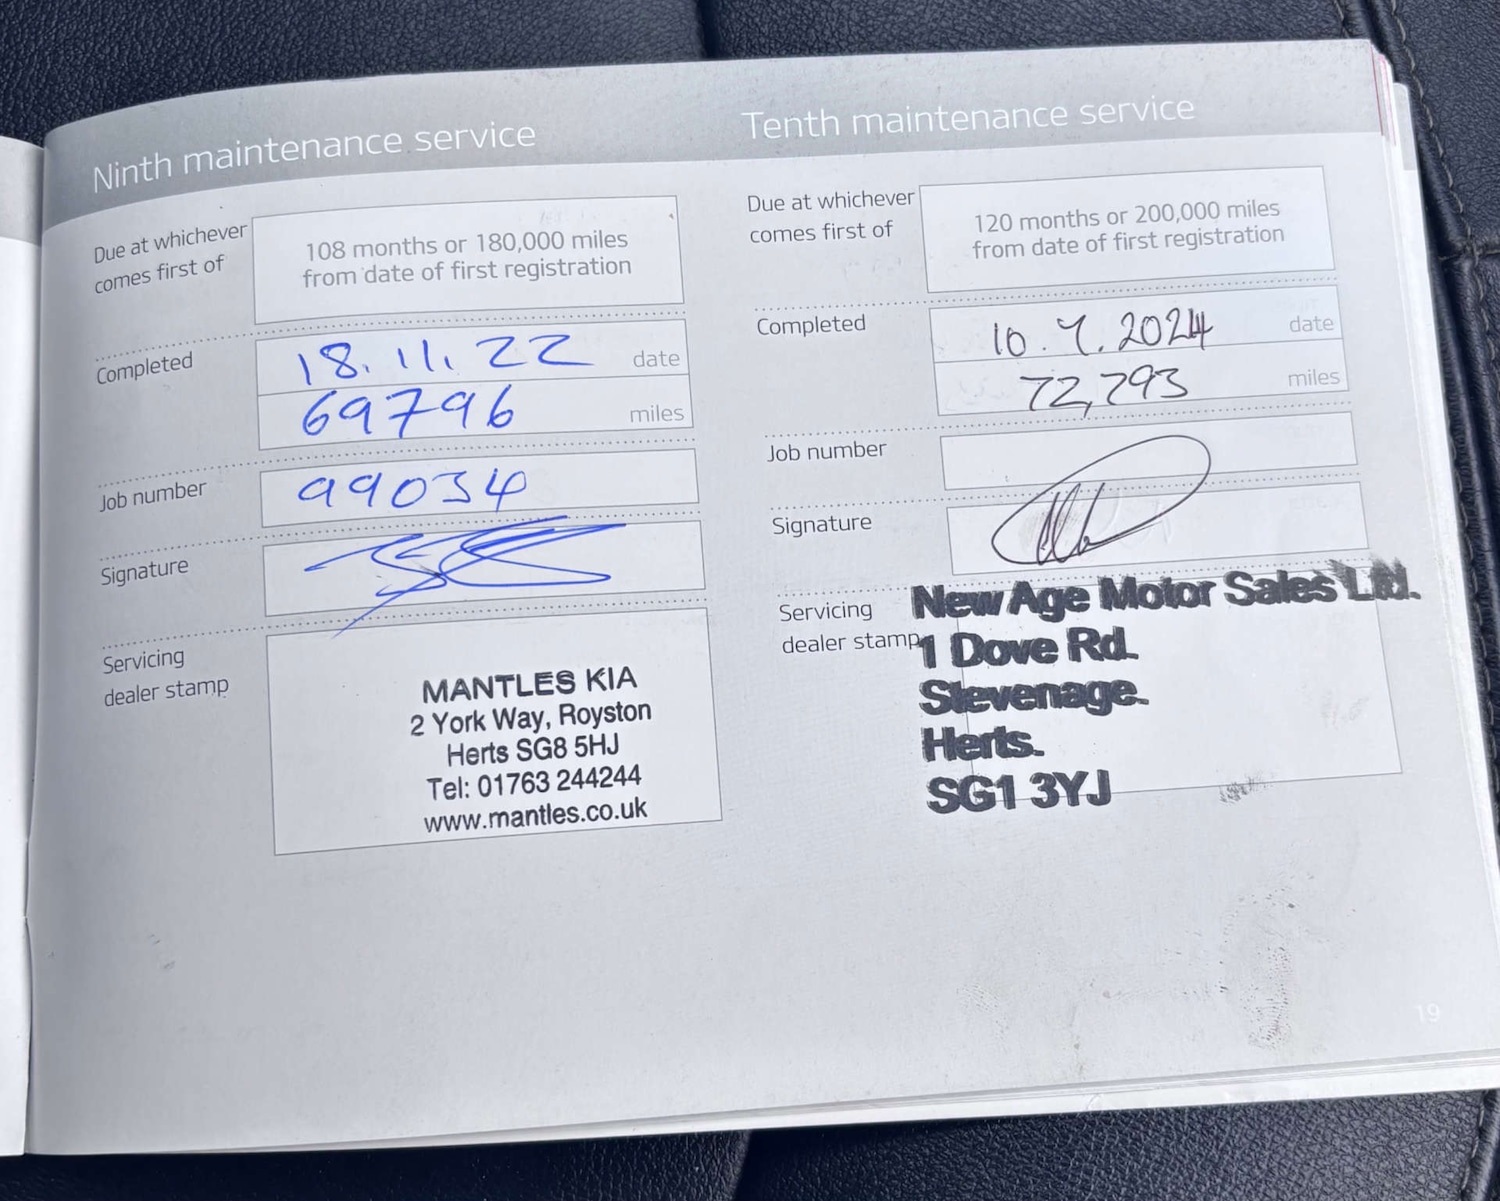 Ninth maintenance service
Due at whichever
comes first of
108 months or 180,000 miles
from date of first registration
Completed
18.11.22 date
69796 miles
Job number
99034
Signature
Servicing
dealer stamp
MANTLES KIA
2 York Way, Royston
Herts SG8 5HJ
Tel: 01763 244244
www.mantles.co.uk
Tenth maintenance service
Due at whichever
comes first of
120 months or 200,000 miles
from date of first registration
Completed
10.7.2024 date
72,793 miles
Job number
Signature
Servicing
dealer stamp
New Age Motor Sales Ltd.
1 Dove Rd.
Stevenage.
Herts.
SG1 3YJ
19